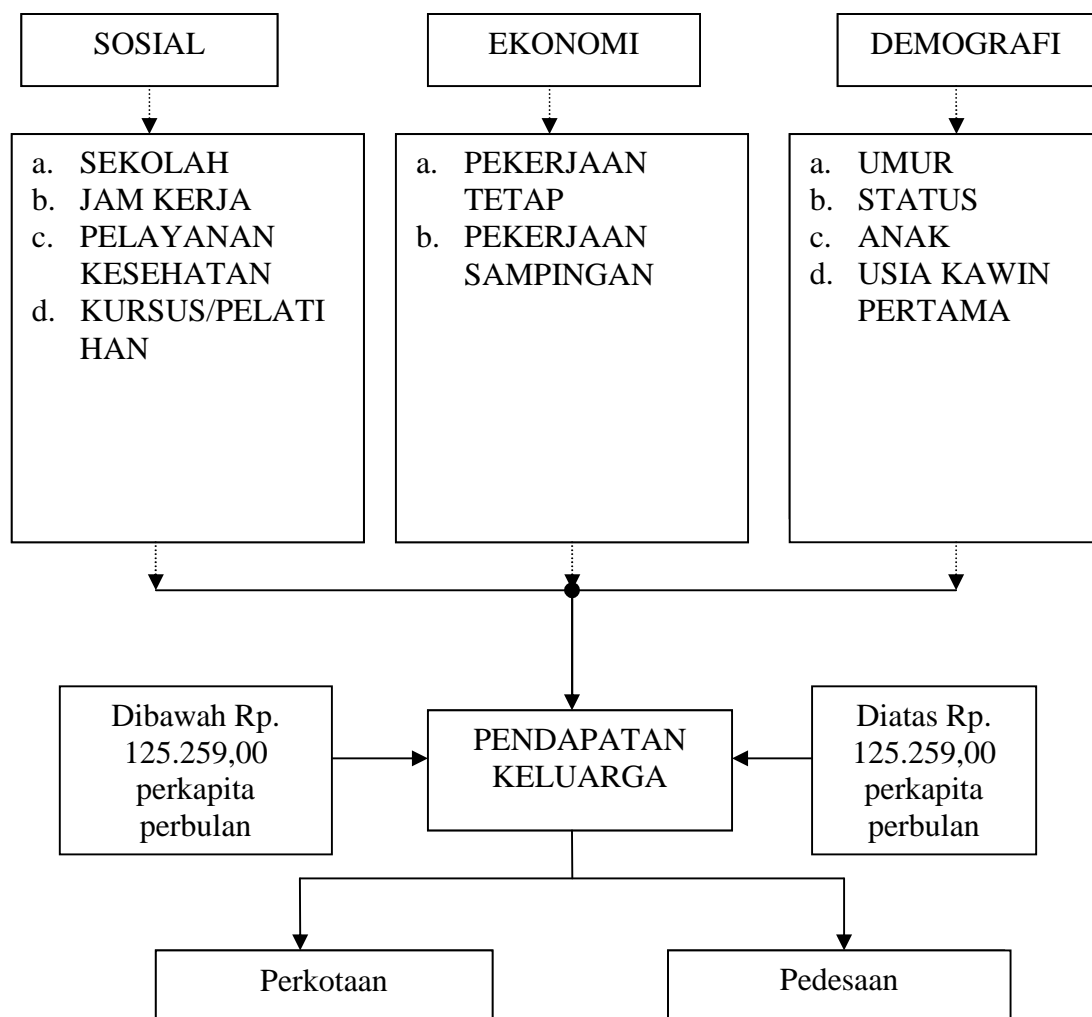 SOSIAL
EKONOMI
DEMOGRAFI
a. SEKOLAH
b. JAM KERJA
c. PELAYANAN
KESEHATAN
d. KURSUS/PELATI
HAN
a. PEKERJAAN
TETAP
b. PEKERJAAN
SAMPINGAN
a. UMUR
b. STATUS
c. ANAK
d. USIA KAWIN
PERTAMA
Dibawah Rp.
125.259,00
perkapita
perbulan
PENDAPATAN
KELUARGA
Diatas Rp.
125.259,00
perkapita
perbulan
Perkotaan
Pedesaan